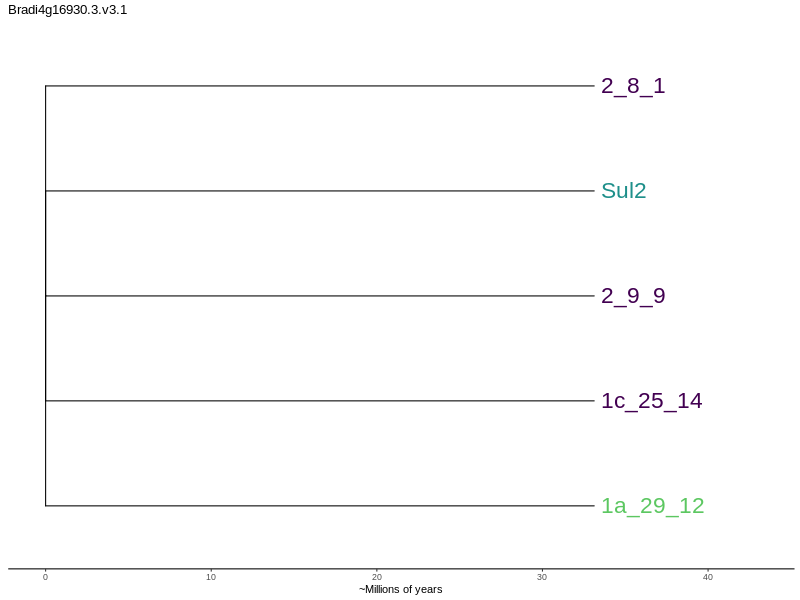 Bradi4g16930.3.v3.1
2_8_1
Sul2
2_9_9
1c_25_14
1a_29_12
0 10 20 30 40
~Millions of years